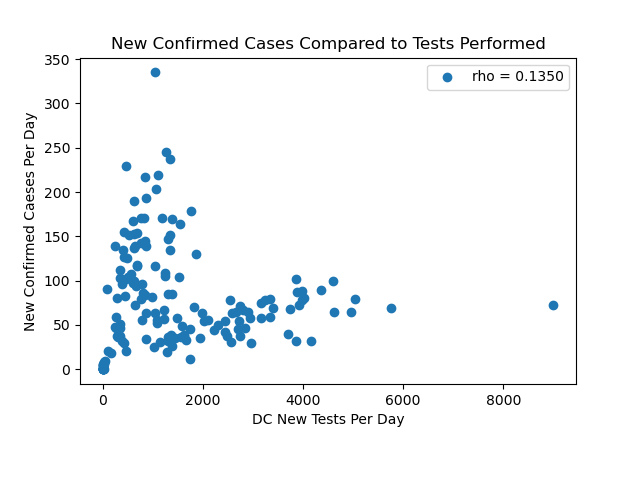 New Confirmed Cases Compared to Tests Performed
rho = 0.1350
350
300
250
200
150
100
50
0
New Confirmed Caeses Per Day
0 2000 4000 6000 8000
DC New Tests Per Day